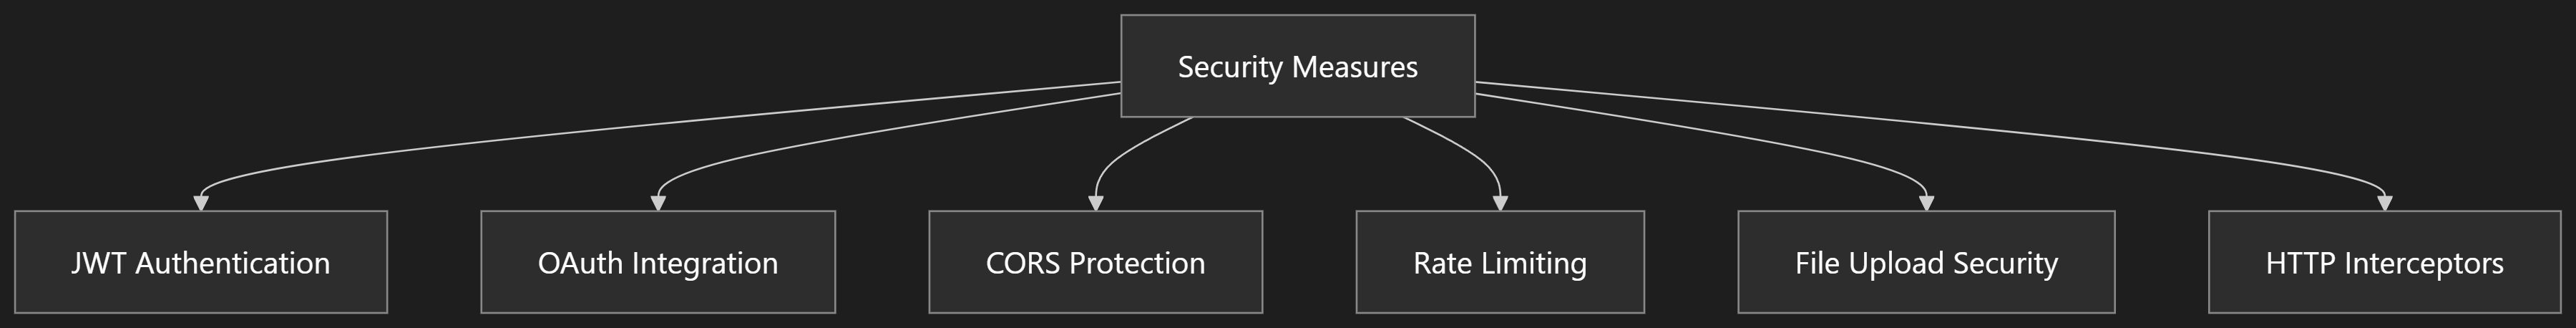 Security Measures
JWT Authentication
OAuth Integration
CORS Protection
Rate Limiting
File Upload Security
HTTP Interceptors